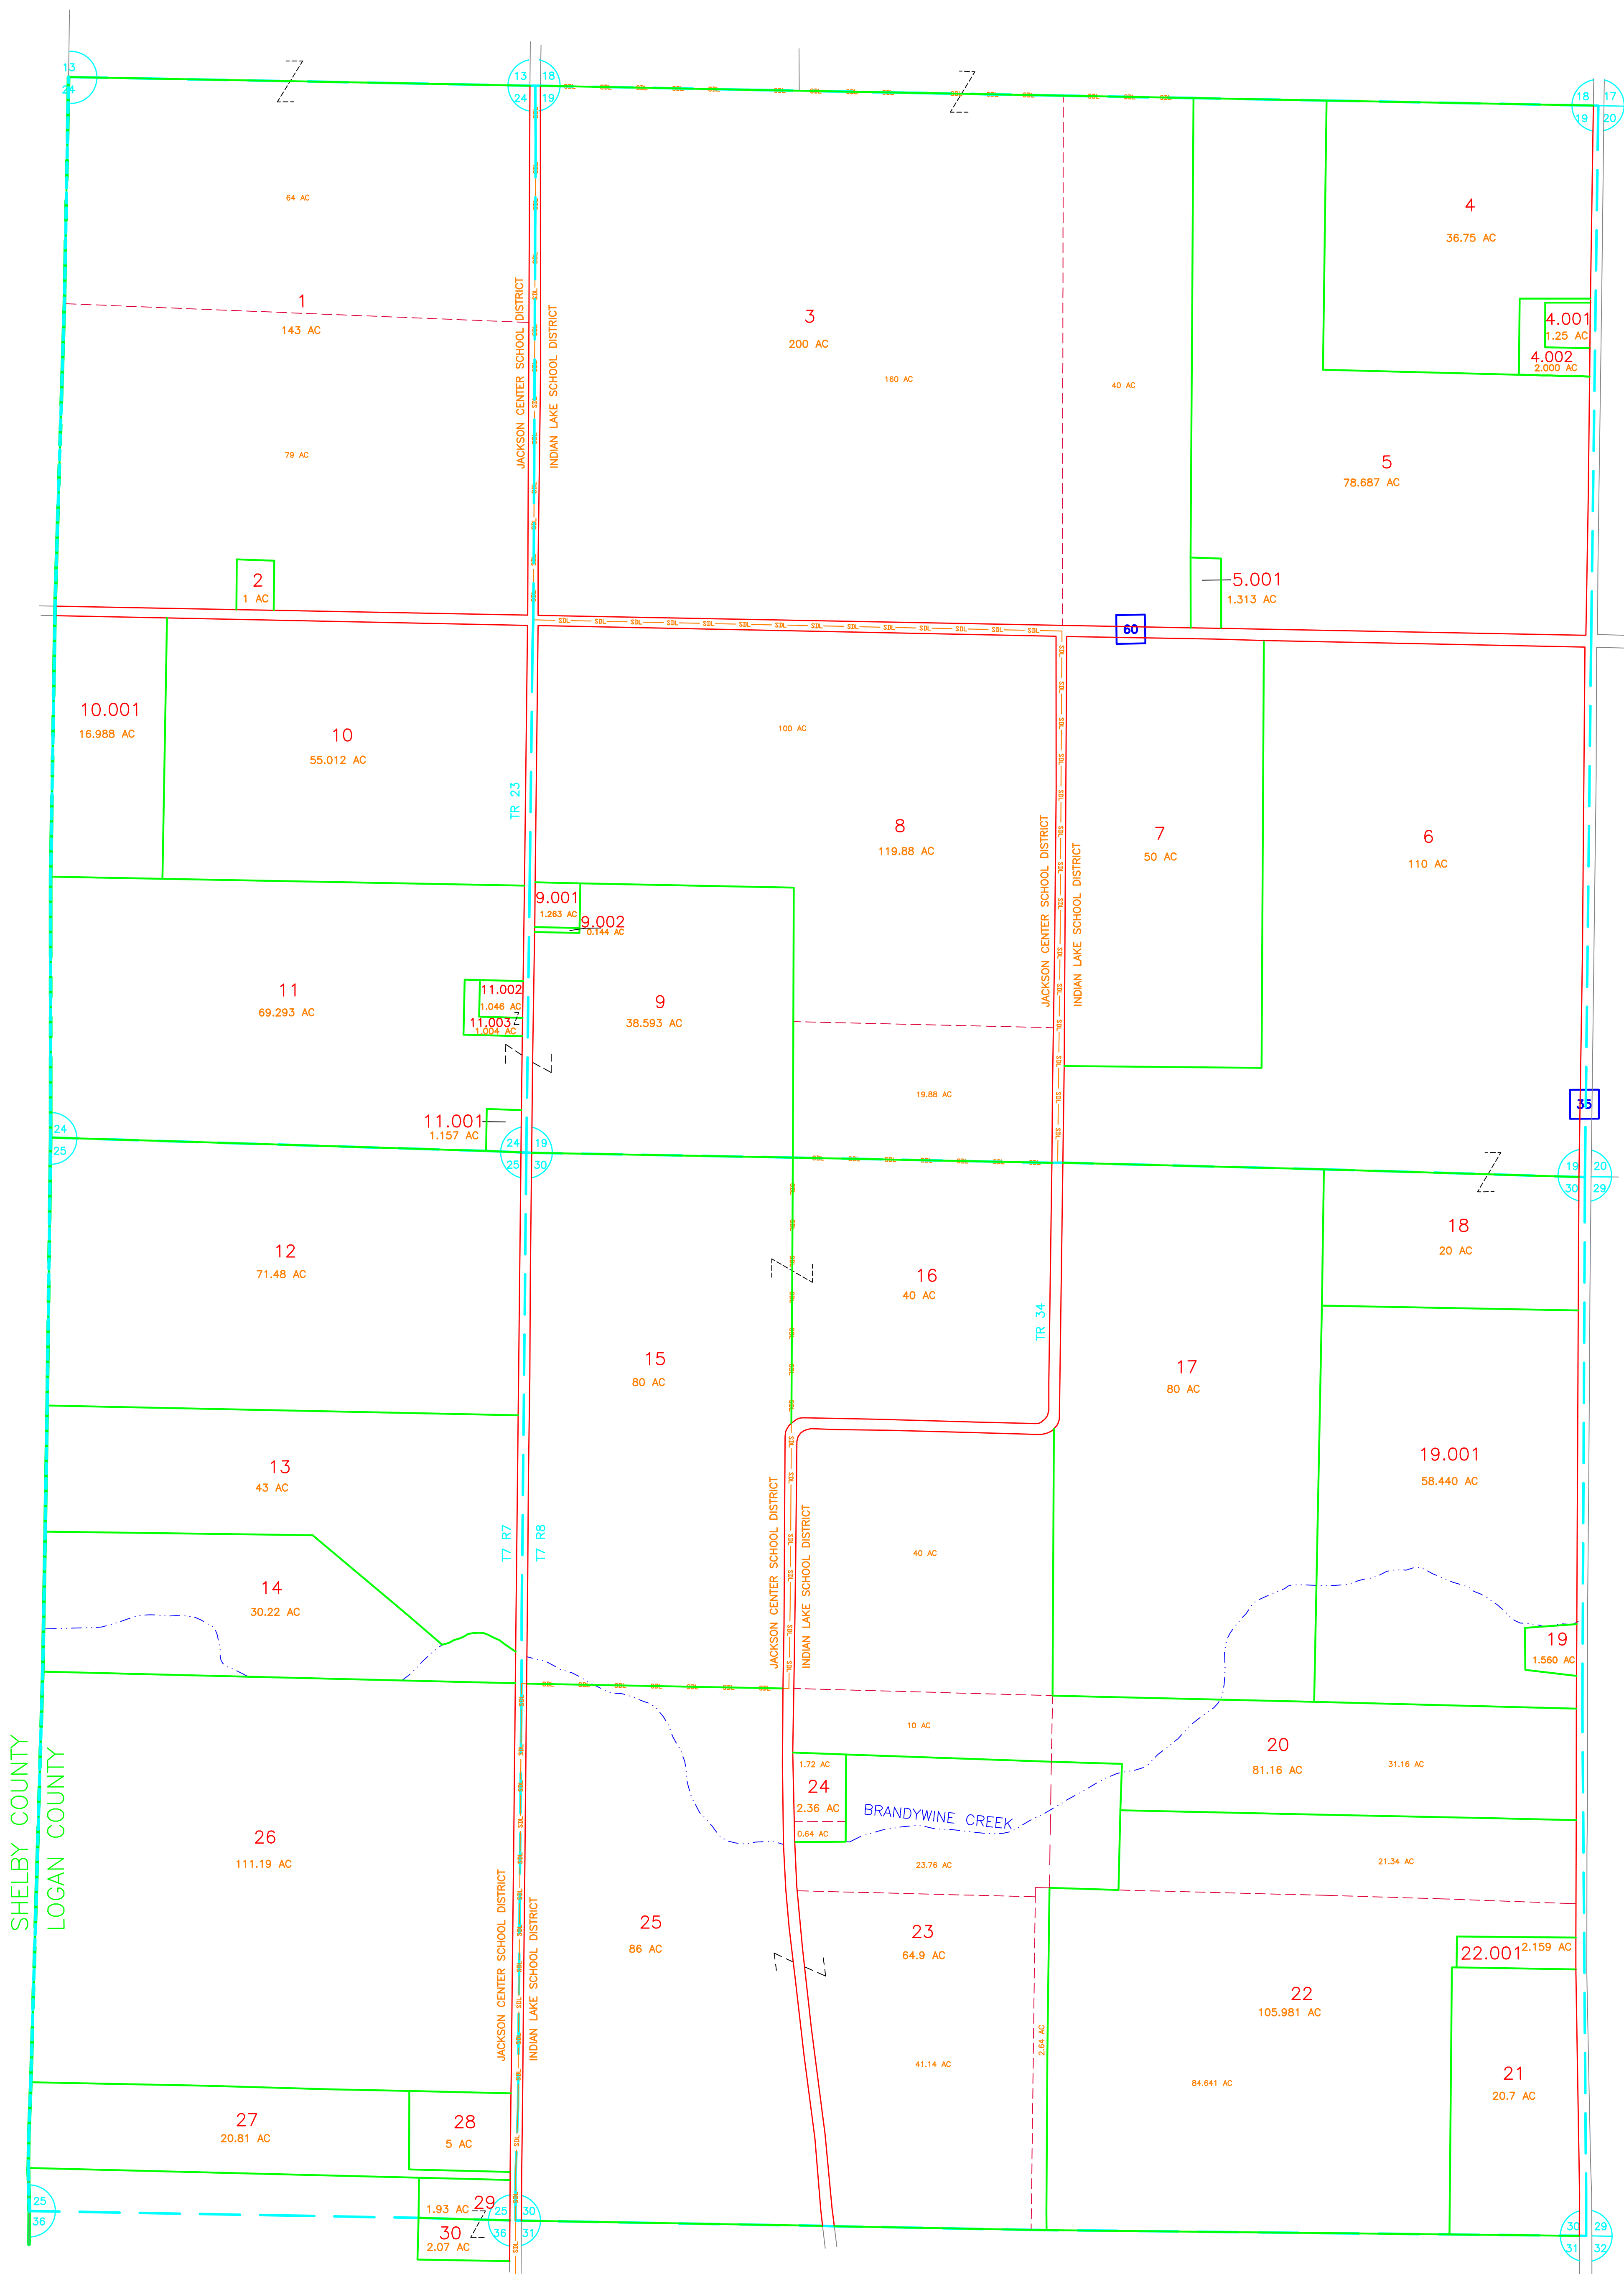 13
24
13
18
24
19
18
17
19
20
64 AC
1
143 AC
79 AC
2
1 AC
JACKSON CENTER SCHOOL DISTRICT
INDIAN LAKE SCHOOL DISTRICT
3
200 AC
160 AC
40 AC
4
36.75 AC
4.001
1.25 AC
4.002
2.000 AC
5
78.687 AC
5.001
1.313 AC
60
10.001
16.988 AC
10
55.012 AC
TR 23
100 AC
8
119.88 AC
JACKSON CENTER SCHOOL DISTRICT
INDIAN LAKE SCHOOL DISTRICT
7
50 AC
6
110 AC
9.001
1.263 AC
9.002
0.144 AC
11
69.293 AC
11.002
1.046 AC
11.003
1.004 AC
9
38.593 AC
19.88 AC
35
11.001
1.157 AC
24
25
24
19
25
30
19
20
30
29
12
71.48 AC
16
40 AC
TR 34
18
20 AC
15
80 AC
17
80 AC
13
43 AC
19.001
58.440 AC
T7 R7
T7 R8
JACKSON CENTER SCHOOL DISTRICT
INDIAN LAKE SCHOOL DISTRICT
40 AC
14
30.22 AC
19
1.560 AC
10 AC
20
81.16 AC
31.16 AC
1.72 AC
24
2.36 AC
0.64 AC
BRANDYWINE CREEK
SHELBY COUNTY
LOGAN COUNTY
26
111.19 AC
23.76 AC
21.34 AC
JACKSON CENTER SCHOOL DISTRICT
INDIAN LAKE SCHOOL DISTRICT
25
86 AC
23
64.9 AC
22.001
2.159 AC
22
105.981 AC
2.64 AC
41.14 AC
84.641 AC
21
20.7 AC
27
20.81 AC
28
5 AC
1.93 AC
29
30
2.07 AC
25
36
25
30
36
31
30
29
31
32